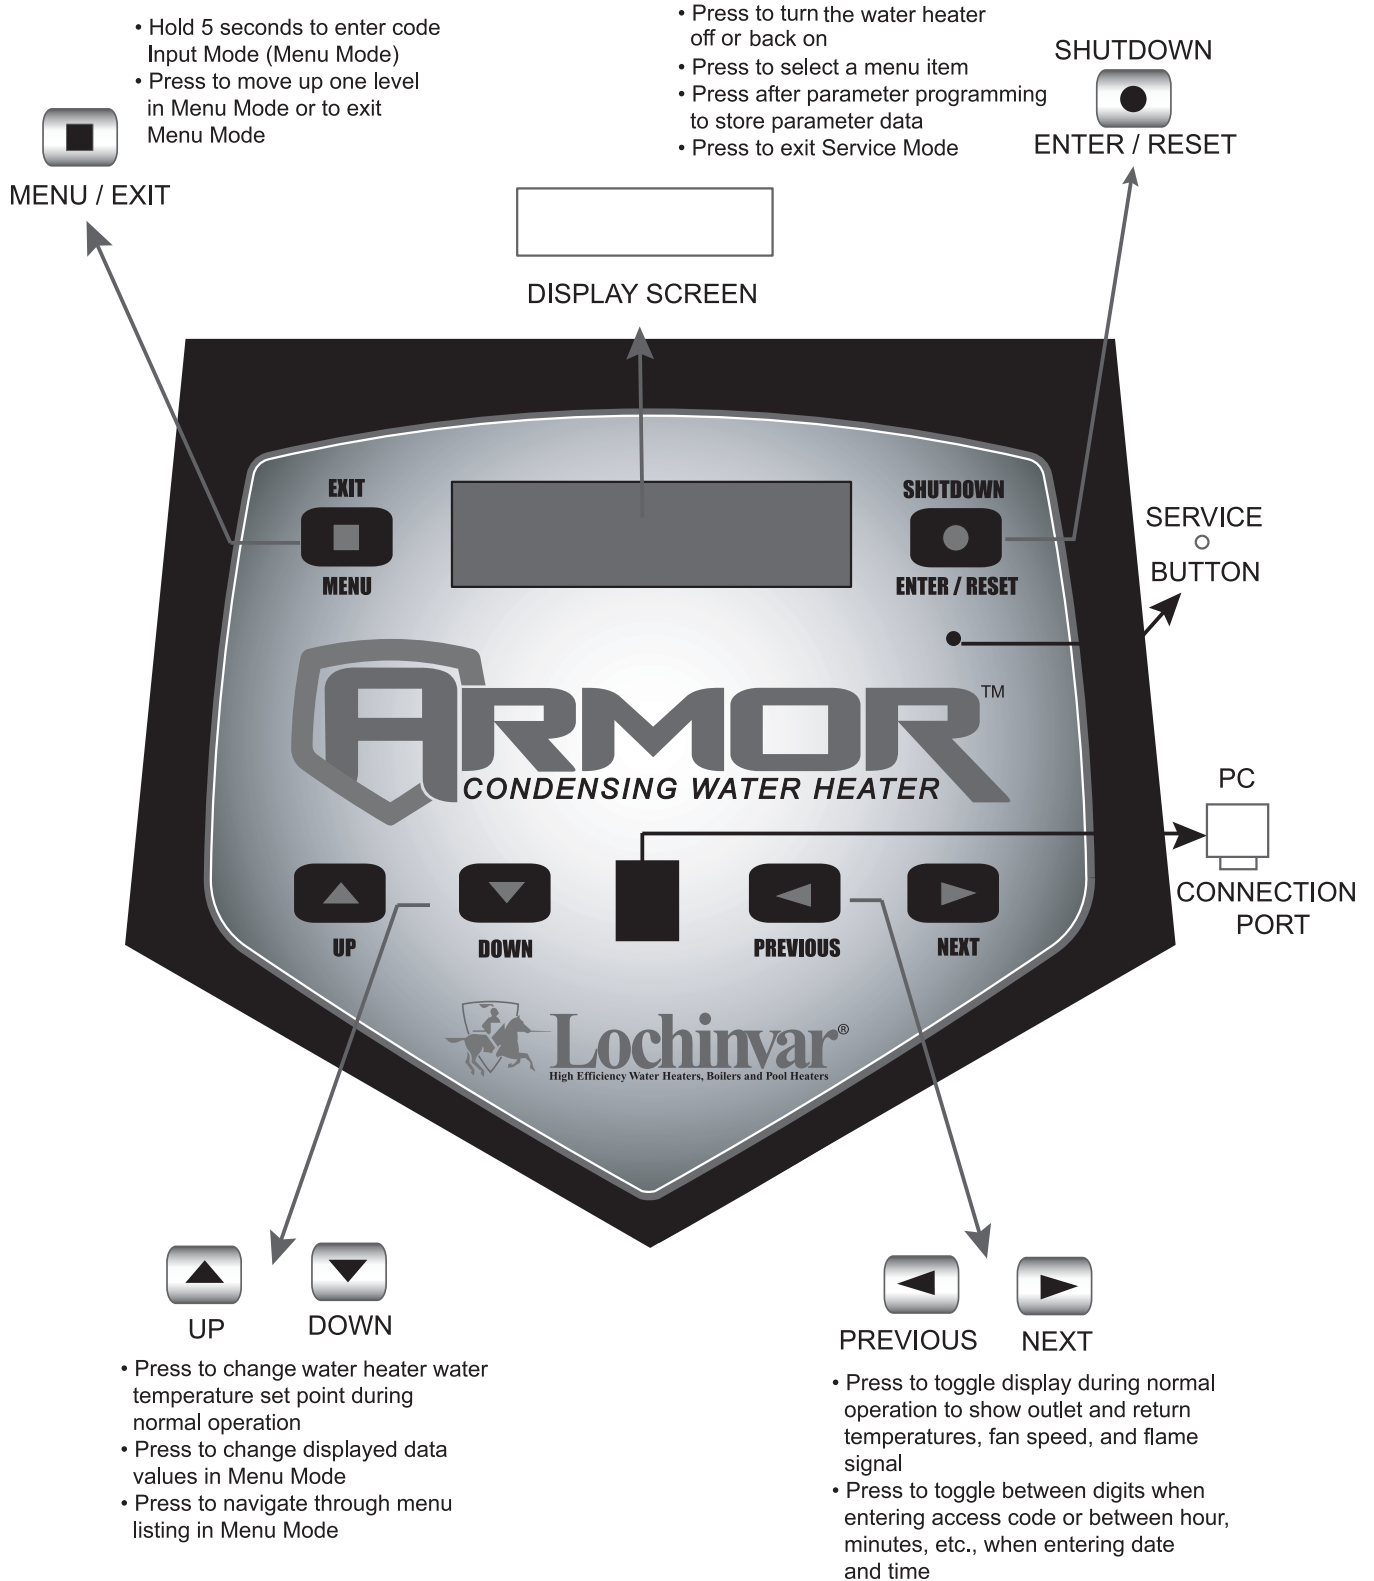 • Hold 5 seconds to enter code
Input Mode (Menu Mode)
• Press to move up one level
in Menu Mode or to exit
Menu Mode
MENU / EXIT
• Press to turn the water heater
off or back on
• Press to select a menu item
• Press after parameter programming
to store parameter data
• Press to exit Service Mode
SHUTDOWN
ENTER / RESET
DISPLAY SCREEN
EXIT
MENU
SHUTDOWN
ENTER / RESET
SERVICE
BUTTON
ARMOR™
CONDENSING WATER HEATER
PC
CONNECTION
PORT
UP
DOWN
PREVIOUS
NEXT
Lochinvar®
High Efficiency Water Heaters, Boilers and Pool Heaters
UP
DOWN
• Press to change water heater water
temperature set point during
normal operation
• Press to change displayed data
values in Menu Mode
• Press to navigate through menu
listing in Menu Mode
PREVIOUS
NEXT
• Press to toggle display during normal
operation to show outlet and return
temperatures, fan speed, and flame
signal
• Press to toggle between digits when
entering access code or between hour,
minutes, etc., when entering date
and time